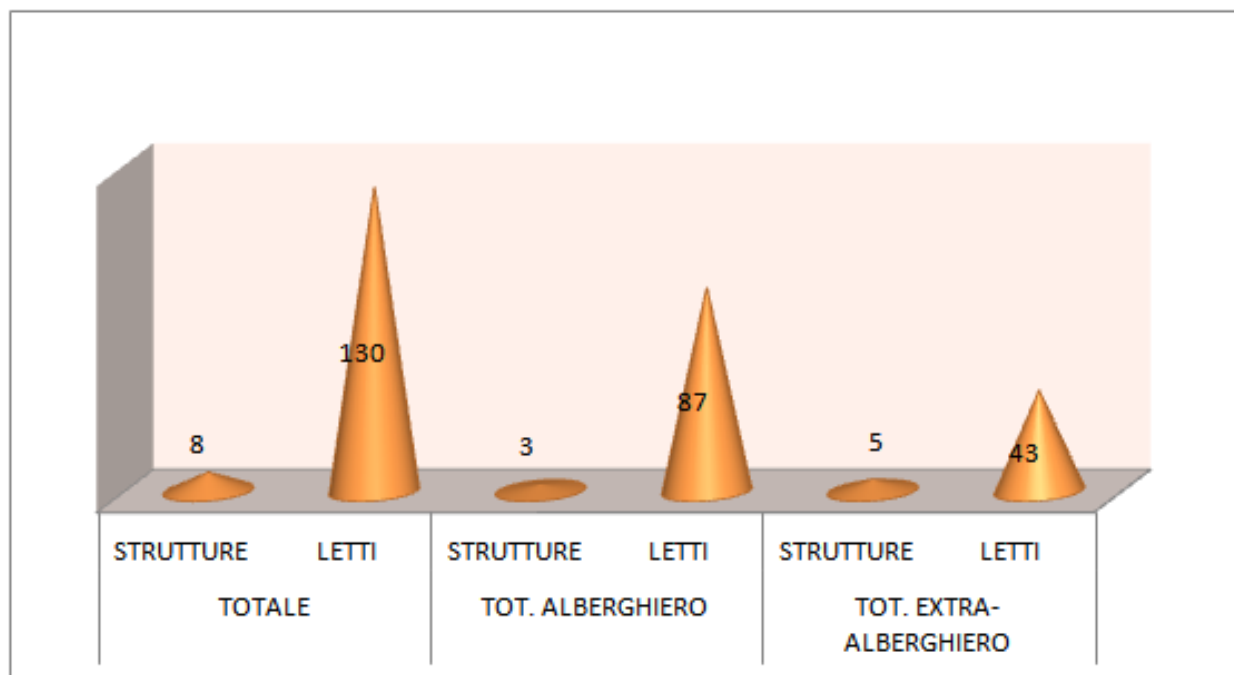 130
87
8
3
5
43
STRUTTURE LETTI STRUTTURE LETTI STRUTTURE LETTI
TOTALE TOT. ALBERGHIERO TOT. EXTRA-
ALBERGHIERO